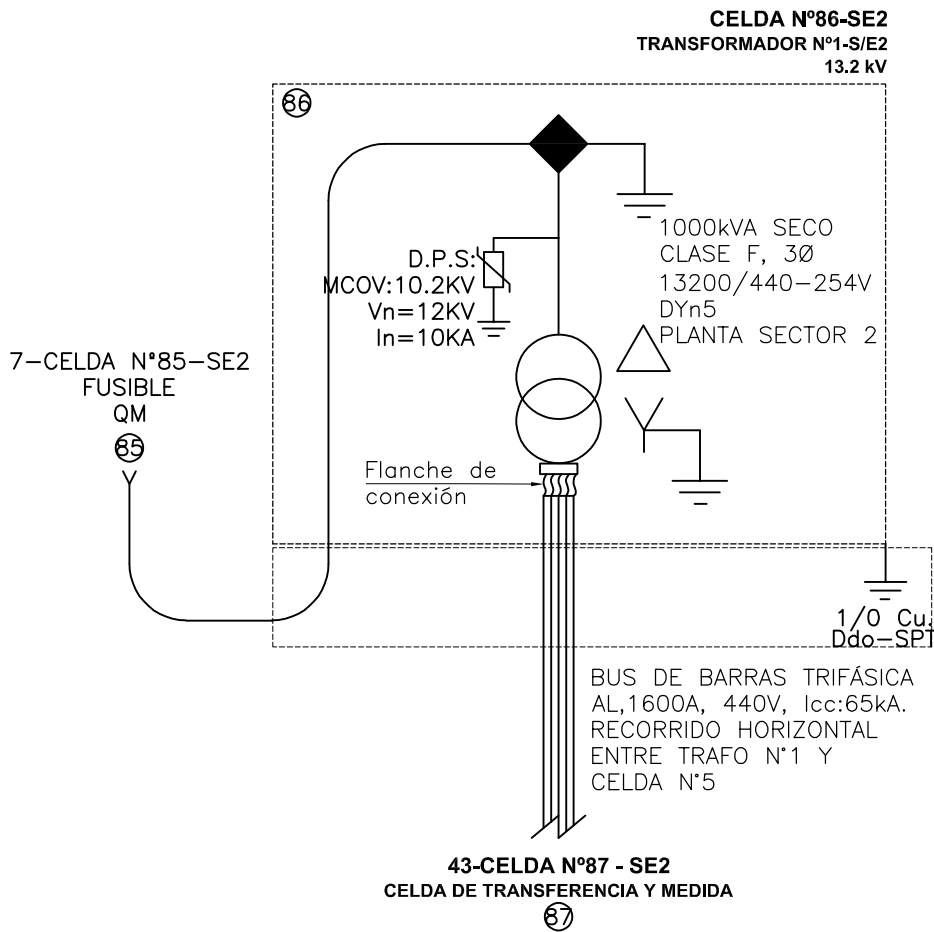 CELDA Nº86-SE2
TRANSFORMADOR Nº1-S/E2
13.2 kV
86
1000kVA SECO
CLASE F, 3Ø
13200/440-254V
DYn5
PLANTA SECTOR 2
D.P.S:
MCOV:10.2KV
Vn=12KV
In=10KA
7-CELDA N°85-SE2
FUSIBLE
QM
85
Flanche de
conexión
1/0 Cu.
Ddo-SPT
BUS DE BARRAS TRIFÁSICA
AL,1600A, 440V, Icc:65kA.
RECORRIDO HORIZONTAL
ENTRE TRAFO N°1 Y
CELDA N°5
43-CELDA Nº87 - SE2
CELDA DE TRANSFERENCIA Y MEDIDA
87